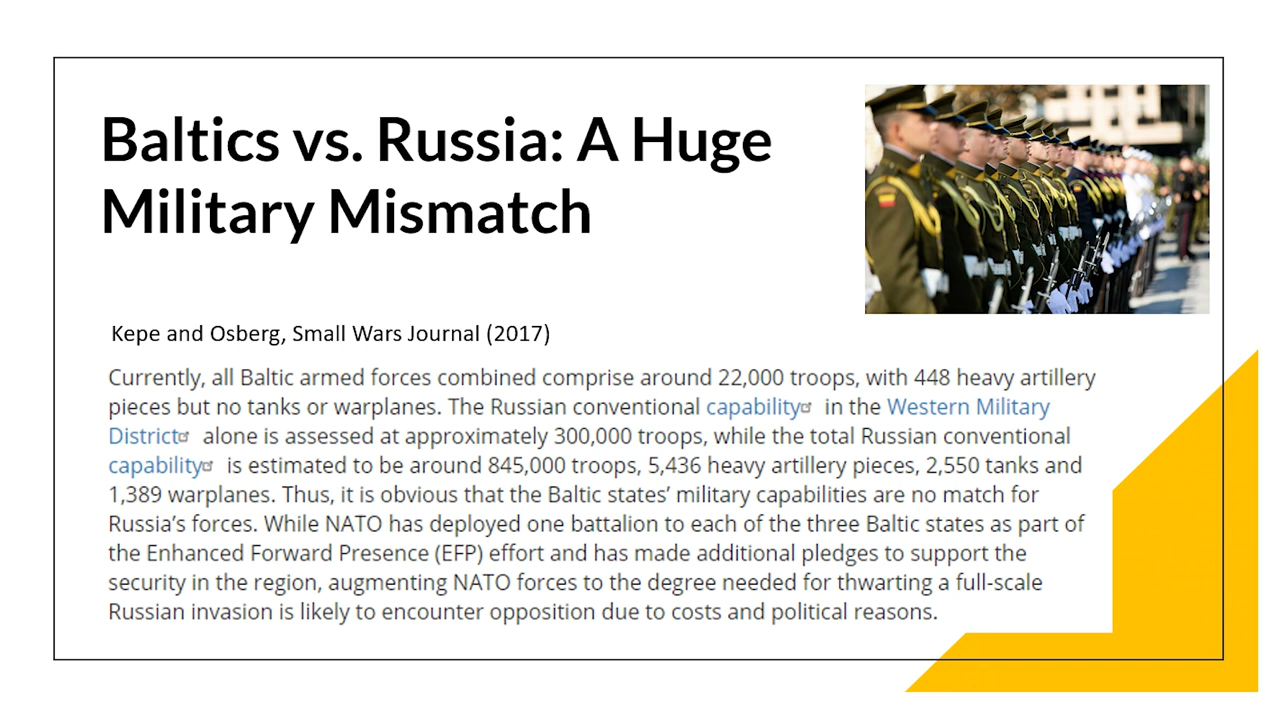 Baltics vs. Russia: A Huge
Military Mismatch
Kepe and Osberg, Small Wars Journal (2017)
Currently, all Baltic armed forces combined comprise around 22,000 troops, with 448 heavy artillery
pieces but no tanks or warplanes. The Russian conventional capability in the Western Military
District alone is assessed at approximately 300,000 troops, while the total Russian conventional
capability is estimated to be around 845,000 troops, 5,436 heavy artillery pieces, 2,550 tanks and
1,389 warplanes. Thus, it is obvious that the Baltic states’ military capabilities are no match for
Russia’s forces. While NATO has deployed one battalion to each of the three Baltic states as part of
the Enhanced Forward Presence (EFP) effort and has made additional pledges to support the
security in the region, augmenting NATO forces to the degree needed for thwarting a full-scale
Russian invasion is likely to encounter opposition due to costs and political reasons.